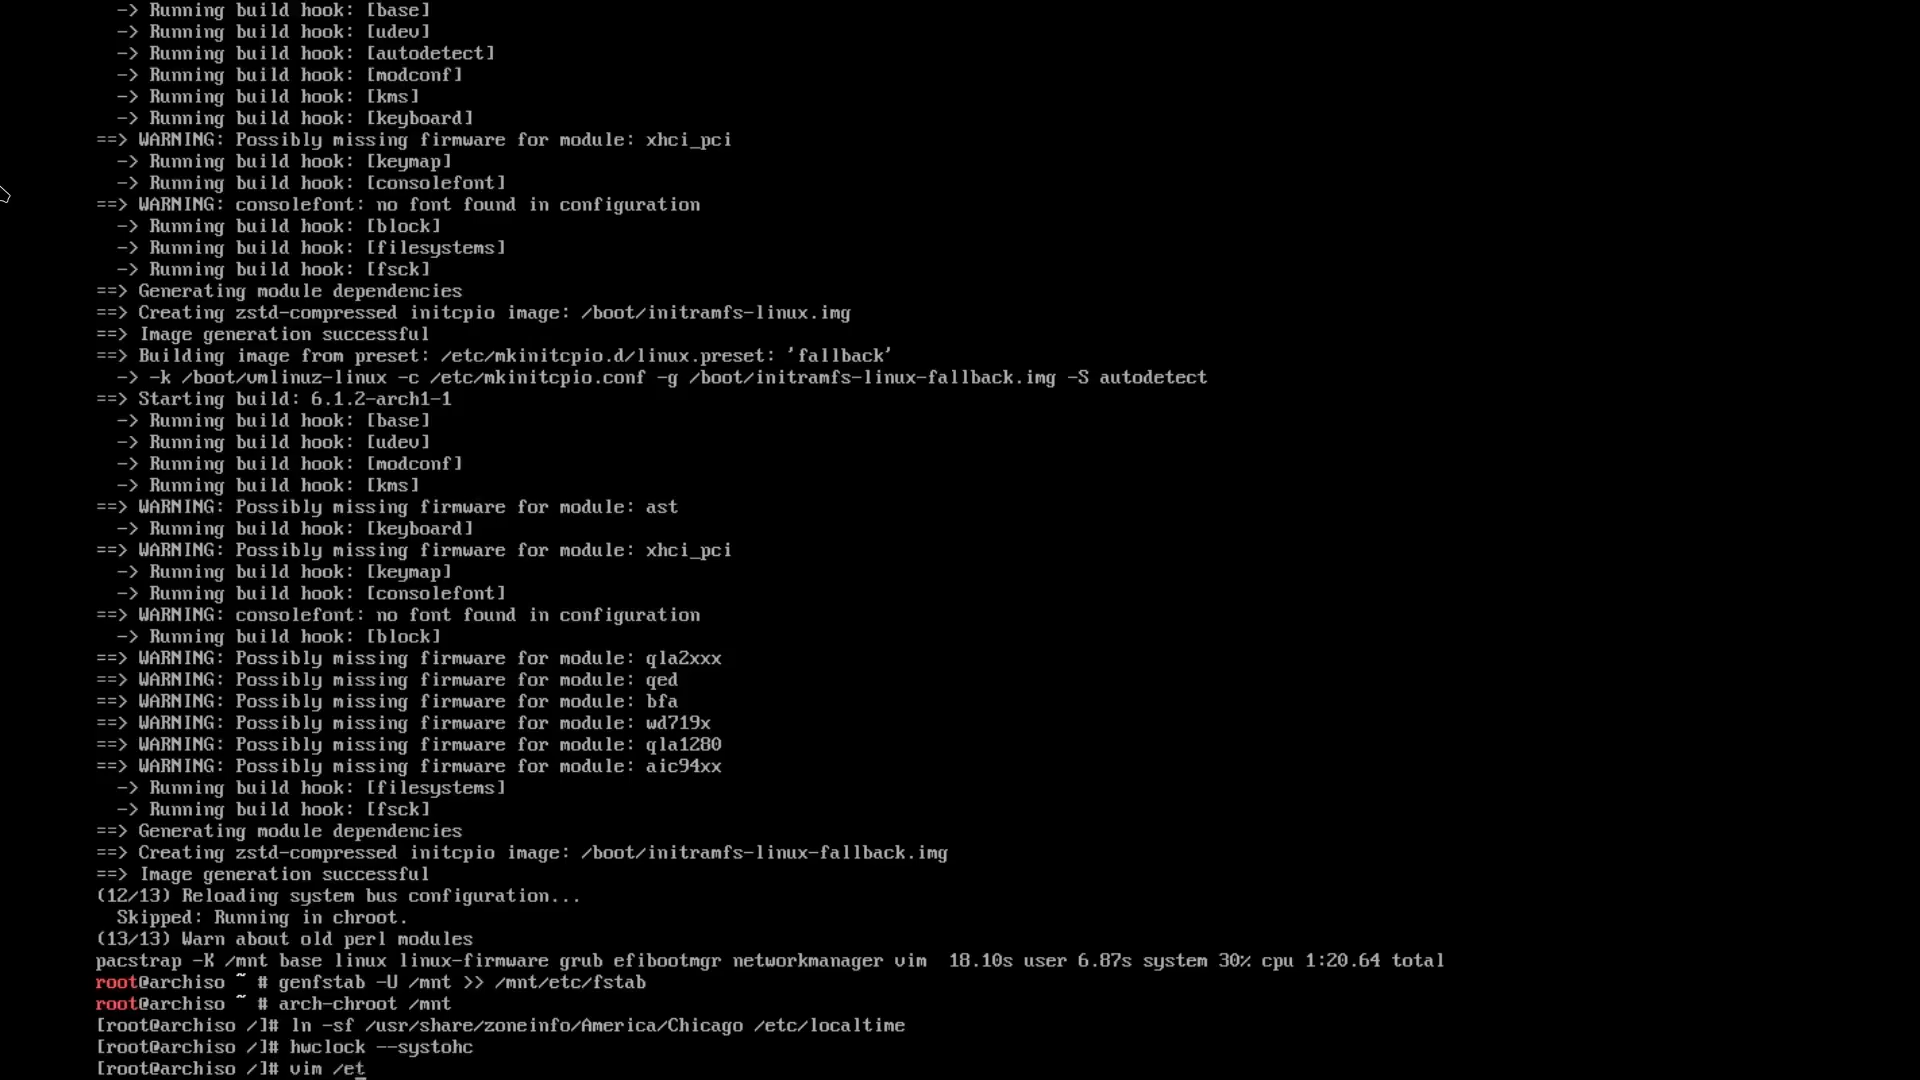 -> Running build hook: [base]
-> Running build hook: [udev]
-> Running build hook: [autodetect]
-> Running build hook: [modconf]
-> Running build hook: [kms]
-> Running build hook: [keyboard]
==> WARNING: Possibly missing firmware for module: xhci_pci
-> Running build hook: [keymap]
-> Running build hook: [consolefont]
==> WARNING: consolefont: no font found in configuration
-> Running build hook: [block]
-> Running build hook: [filesystems]
-> Running build hook: [fsck]
==> Generating module dependencies
==> Creating zstd-compressed initcpio image: /boot/initramfs-linux.img
==> Image generation successful
==> Building image from preset: /etc/mkinitcpio.d/linux.preset: 'fallback'
-> -k /boot/vmlinuz-linux -c /etc/mkinitcpio.conf -g /boot/initramfs-linux-fallback.img -S autodetect
==> Starting build: 6.1.2-arch1-1
-> Running build hook: [base]
-> Running build hook: [udev]
-> Running build hook: [modconf]
-> Running build hook: [kms]
==> WARNING: Possibly missing firmware for module: ast
-> Running build hook: [keyboard]
==> WARNING: Possibly missing firmware for module: xhci_pci
-> Running build hook: [keymap]
-> Running build hook: [consolefont]
==> WARNING: consolefont: no font found in configuration
-> Running build hook: [block]
==> WARNING: Possibly missing firmware for module: qla2xxx
==> WARNING: Possibly missing firmware for module: qed
==> WARNING: Possibly missing firmware for module: bfa
==> WARNING: Possibly missing firmware for module: wd719x
==> WARNING: Possibly missing firmware for module: qla1280
==> WARNING: Possibly missing firmware for module: aic94xx
-> Running build hook: [filesystems]
-> Running build hook: [fsck]
==> Generating module dependencies
==> Creating zstd-compressed initcpio image: /boot/initramfs-linux-fallback.img
==> Image generation successful
(12/13) Reloading system bus configuration...
Skipped: Running in chroot.
(13/13) Warn about old perl modules
pacstrap -K /mnt base linux linux-firmware grub efibootmgr networkmanager vim  18.10s user 6.87s system 30% cpu 1:20.64 total
root@archiso ~ # genfstab -U /mnt >> /mnt/etc/fstab
root@archiso ~ # arch-chroot /mnt
[root@archiso /]# ln -sf /usr/share/zoneinfo/America/Chicago /etc/localtime
[root@archiso /]# hwclock --systohc
[root@archiso /]# vim /et